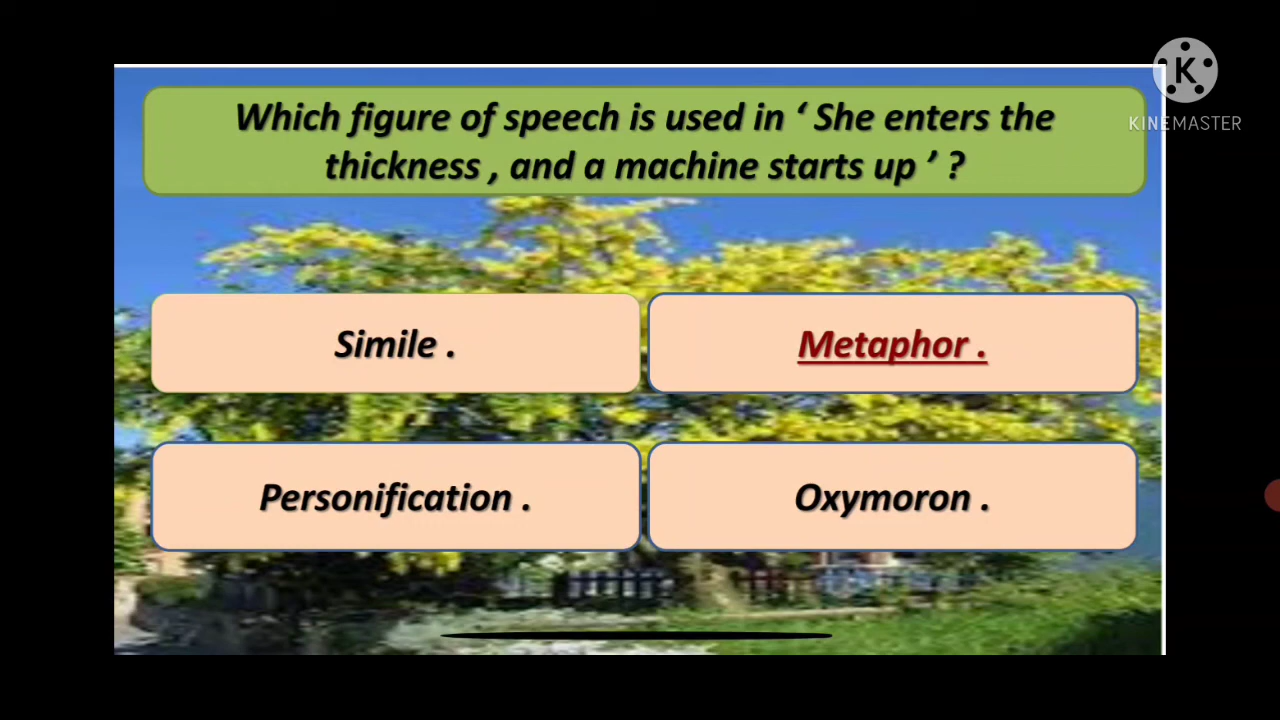 Which figure of speech is used in ‘ She enters the
thickness , and a machine starts up ’ ?
K
KINEMASTER
Simile .
Metaphor .
Personification .
Oxymoron .